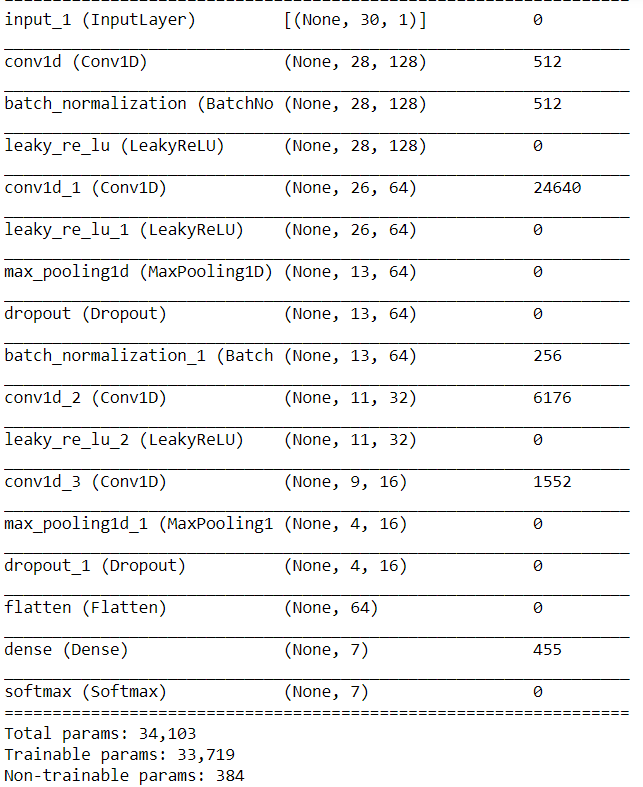 =================================================================
input_1 (InputLayer) [(None, 30, 1)] 0
_________________________________________________________________
conv1d (Conv1D) (None, 28, 128) 512
_________________________________________________________________
batch_normalization (BatchNo (None, 28, 128) 512
_________________________________________________________________
leaky_re_lu (LeakyReLU) (None, 28, 128) 0
_________________________________________________________________
conv1d_1 (Conv1D) (None, 26, 64) 24640
_________________________________________________________________
leaky_re_lu_1 (LeakyReLU) (None, 26, 64) 0
_________________________________________________________________
max_pooling1d (MaxPooling1D) (None, 13, 64) 0
_________________________________________________________________
dropout (Dropout) (None, 13, 64) 0
_________________________________________________________________
batch_normalization_1 (Batch (None, 13, 64) 256
_________________________________________________________________
conv1d_2 (Conv1D) (None, 11, 32) 6176
_________________________________________________________________
leaky_re_lu_2 (LeakyReLU) (None, 11, 32) 0
_________________________________________________________________
conv1d_3 (Conv1D) (None, 9, 16) 1552
_________________________________________________________________
max_pooling1d_1 (MaxPooling1 (None, 4, 16) 0
_________________________________________________________________
dropout_1 (Dropout) (None, 4, 16) 0
_________________________________________________________________
flatten (Flatten) (None, 64) 0
_________________________________________________________________
dense (Dense) (None, 7) 455
_________________________________________________________________
softmax (Softmax) (None, 7) 0
=================================================================
Total params: 34,103
Trainable params: 33,719
Non-trainable params: 384